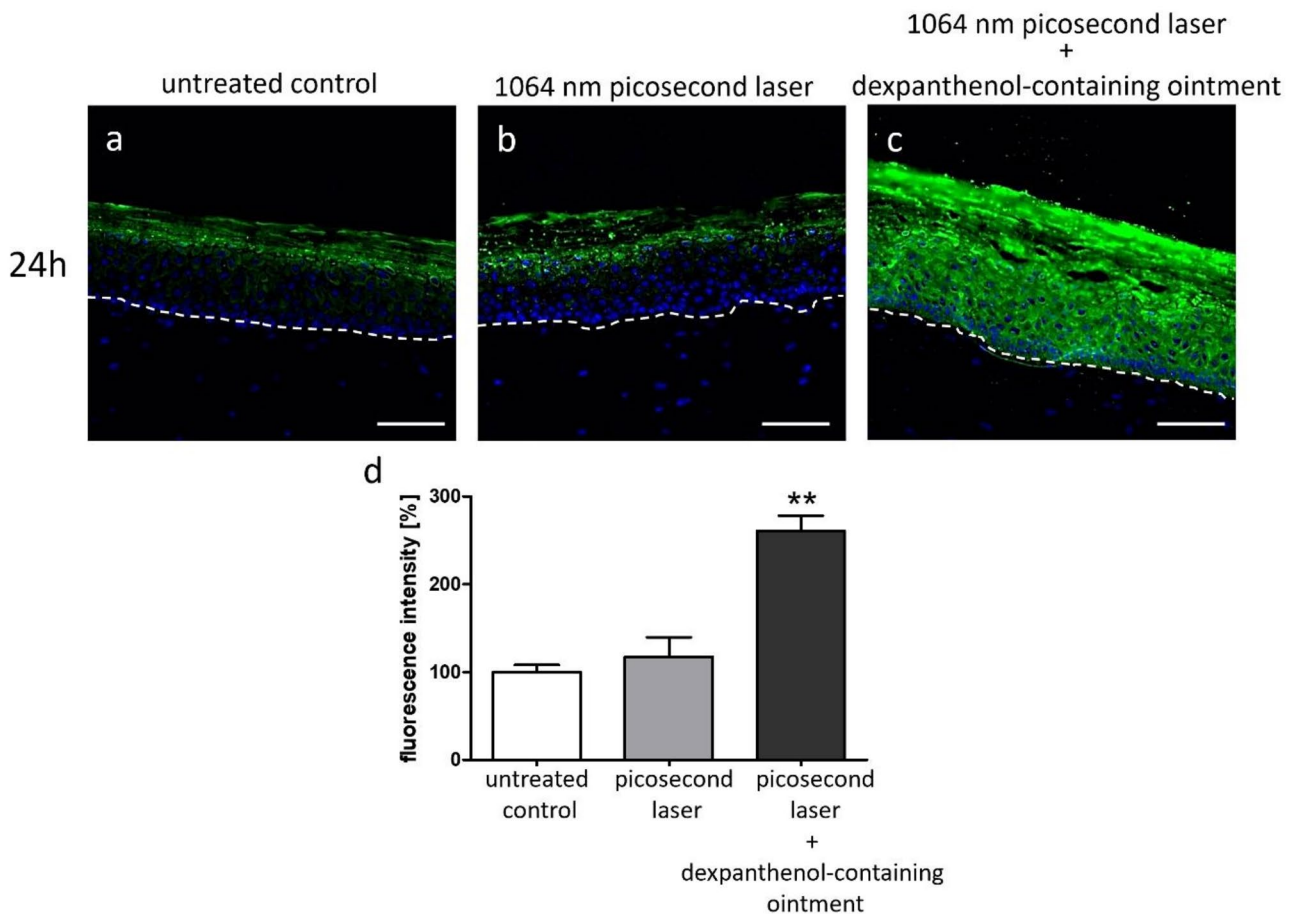 untreated control
1064 nm picosecond laser
1064 nm picosecond laser
+
dexpanthenol-containing ointment
a
b
c
24h
d
fluorescence intensity [%]
300
200
100
0
**
untreated
control
picosecond
laser
picosecond
laser
+
dexpanthenol-containing
ointment